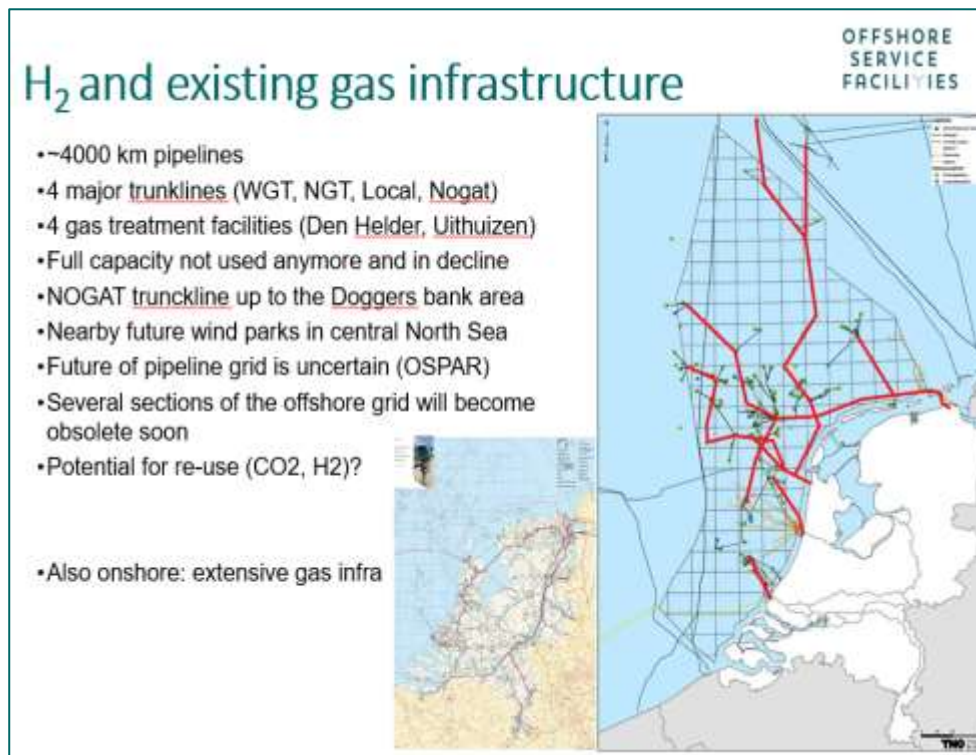 OFFSHORE
SERVICE
FACILITIES
H₂ and existing gas infrastructure
•~4000 km pipelines
•4 major trunklines (WGT, NGT, Local, Nogat)
•4 gas treatment facilities (Den Helder, Uithuizen)
•Full capacity not used anymore and in decline
•NOGAT trunckline up to the Doggers bank area
•Nearby future wind parks in central North Sea
•Future of pipeline grid is uncertain (OSPAR)
•Several sections of the offshore grid will become
obsolete soon
•Potential for re-use (CO2, H2)?
•Also onshore: extensive gas infra
TNO